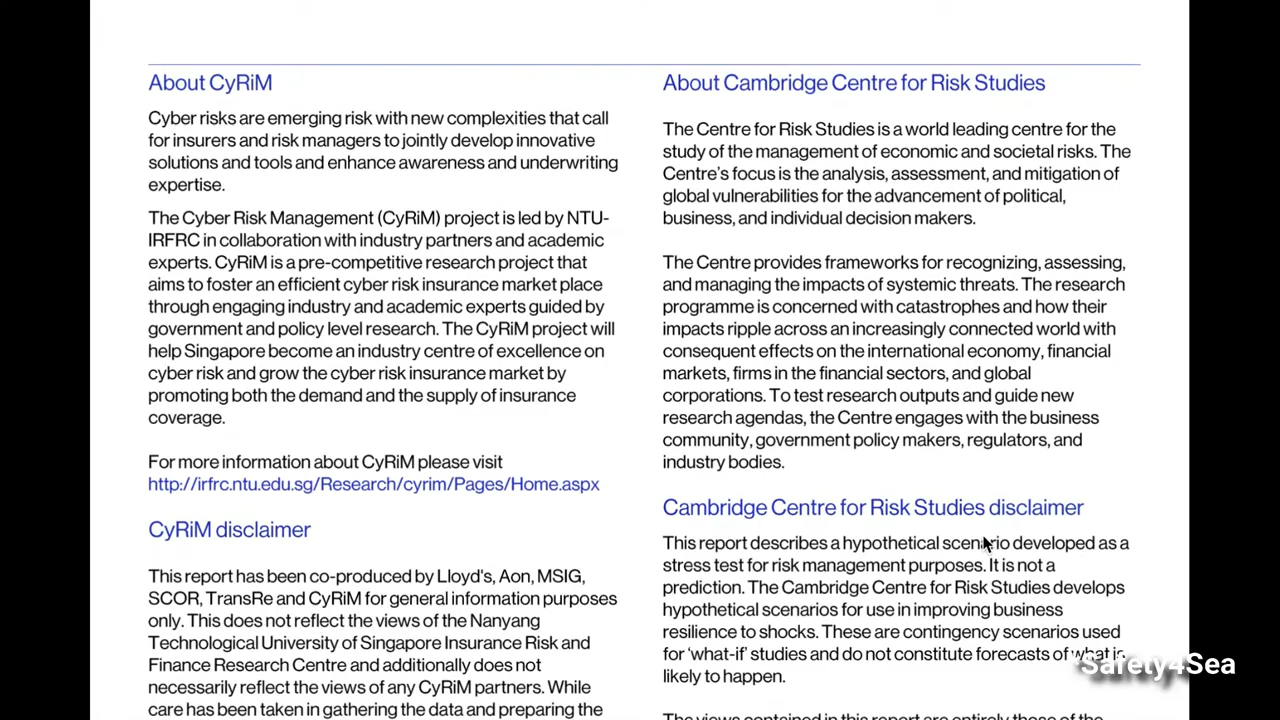 About CyRiM
Cyber risks are emerging risk with new complexities that call
for insurers and risk managers to jointly develop innovative
solutions and tools and enhance awareness and underwriting
expertise.
The Cyber Risk Management (CyRiM) project is led by NTU-
IRFRC in collaboration with industry partners and academic
experts. CyRiM is a pre-competitive research project that
aims to foster an efficient cyber risk insurance market place
through engaging industry and academic experts guided by
government and policy level research. The CyRiM project will
help Singapore become an industry centre of excellence on
cyber risk and grow the cyber risk insurance market by
promoting both the demand and the supply of insurance
coverage.
For more information about CyRiM please visit
http://irfrc.ntu.edu.sg/Research/cyrim/Pages/Home.aspx
CyRiM disclaimer
This report has been co-produced by Lloyd's, Aon, MSIG,
SCOR, TransRe and CyRiM for general information purposes
only. This does not reflect the views of the Nanyang
Technological University of Singapore Insurance Risk and
Finance Research Centre and additionally does not
necessarily reflect the views of any CyRiM partners. While
care has been taken in gathering the data and preparing the
About Cambridge Centre for Risk Studies
The Centre for Risk Studies is a world leading centre for the
study of the management of economic and societal risks. The
Centre's focus is the analysis, assessment, and mitigation of
global vulnerabilities for the advancement of political,
business, and individual decision makers.
The Centre provides frameworks for recognizing, assessing,
and managing the impacts of systemic threats. The research
programme is concerned with catastrophes and how their
impacts ripple across an increasingly connected world with
consequent effects on the international economy, financial
markets, firms in the financial sectors, and global
corporations. To test research outputs and guide new
research agendas, the Centre engages with the business
community, government policy makers, regulators, and
industry bodies.
Cambridge Centre for Risk Studies disclaimer
This report describes a hypothetical scenario developed as a
stress test for risk management purposes. It is not a
prediction. The Cambridge Centre for Risk Studies develops
hypothetical scenarios for use in improving business
resilience to shocks. These are contingency scenarios used
for 'what-if' studies and do not constitute forecasts of what is
likely to happen.
The views contained in this report are entirely those of the
Safety4Sea